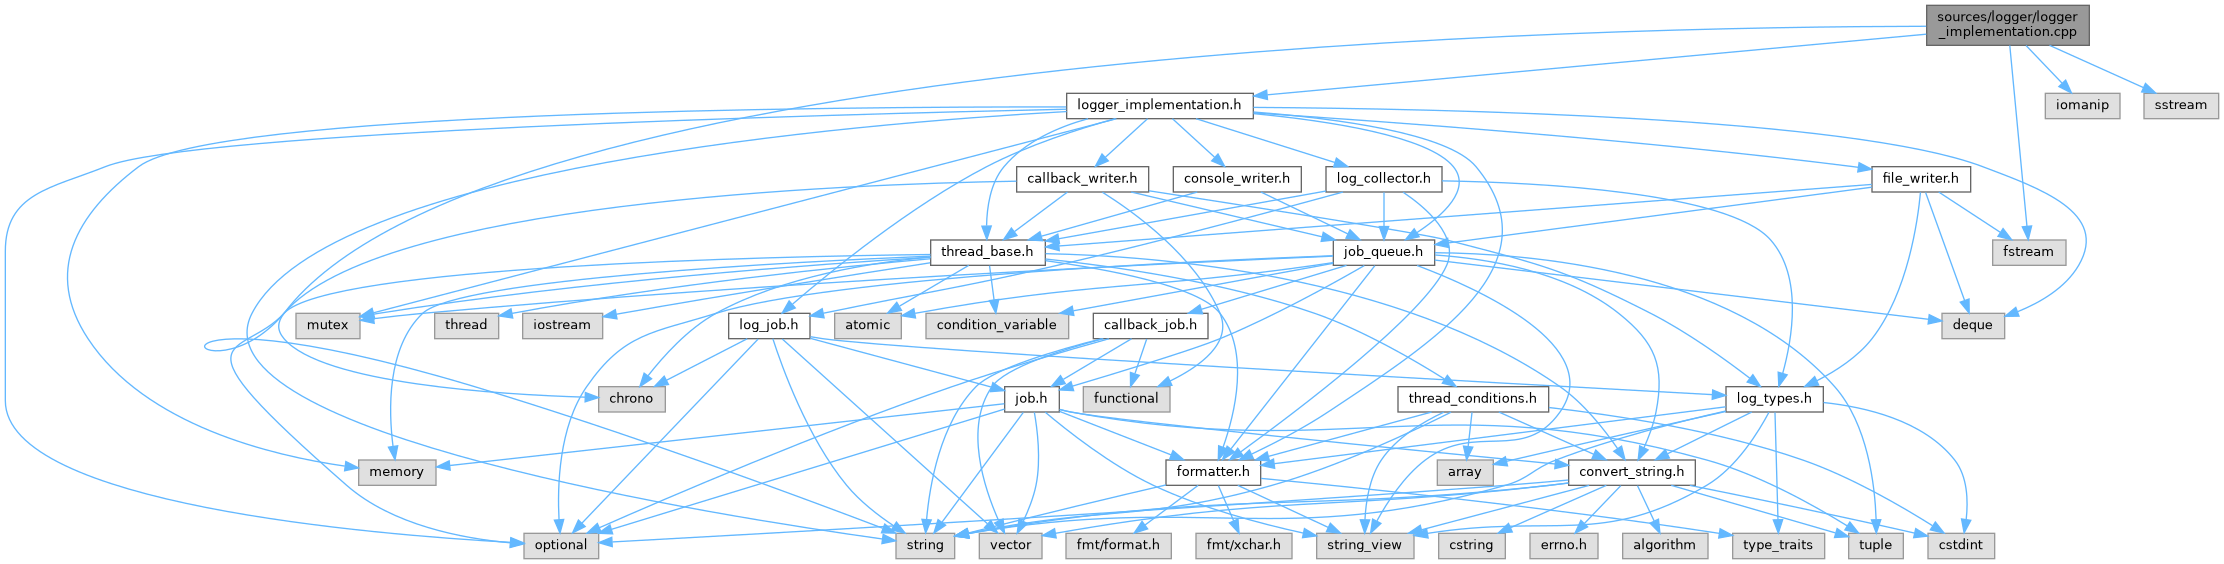 sources/logger/logger
_implementation.cpp
logger_implementation.h
iomanip
sstream
callback_writer.h
console_writer.h
log_collector.h
file_writer.h
thread_base.h
job_queue.h
fstream
mutex
thread
iostream
log_job.h
atomic
condition_variable
callback_job.h
deque
chrono
job.h
functional
thread_conditions.h
log_types.h
memory
formatter.h
array
convert_string.h
optional
string
vector
fmt/format.h
fmt/xchar.h
string_view
cstring
errno.h
algorithm
type_traits
tuple
cstdint